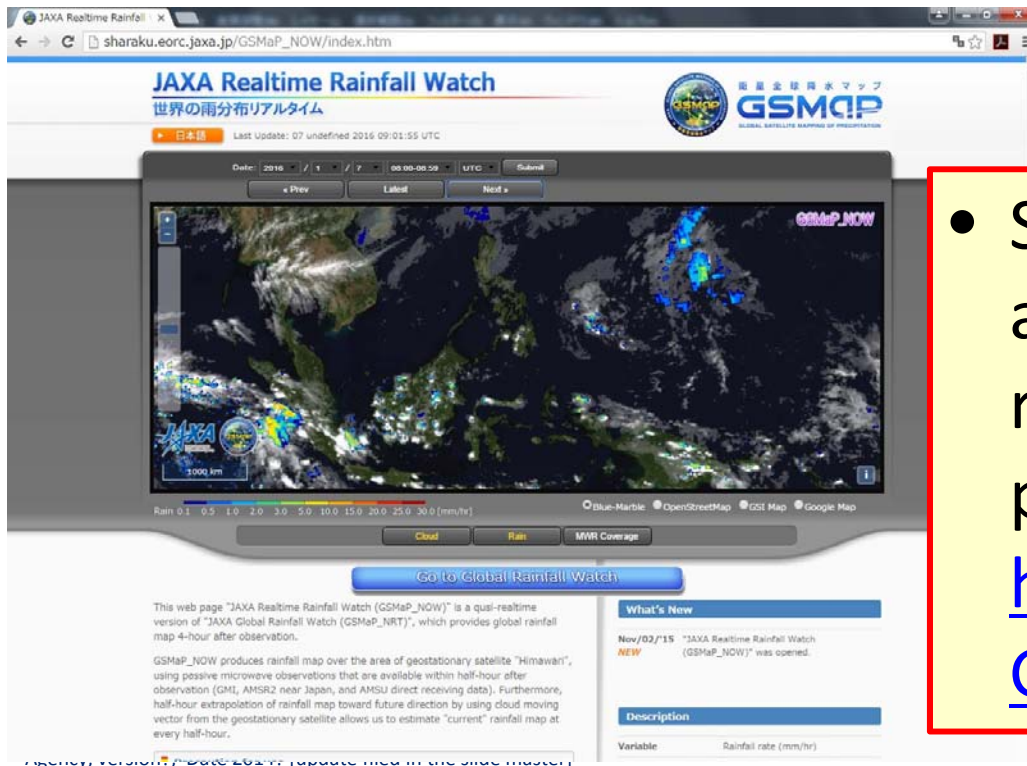 JAXA Realtime Rainfall
sharaku.eorc.jaxa.jp/GSMaP_NOW/index.htm
JAXA Realtime Rainfall Watch
世界の雨分布リアルタイム
日本語 Last Update: 07 undefined 2016 09:01:55 UTC
衛星全球降水マップ
GSMaP
GLOBAL SATELLITE MAPPING OF PRECIPITATION
Date: 2016 / 1 / 7 08:00-08:59 UTC Submit
« Prev Latest Next »
GSMaP_NOW
JAXA
1000 km
Rain 0.1 0.5 1.0 2.0 3.0 5.0 10.0 15.0 20.0 25.0 30.0 [mm/hr]
Blue-Marble OpenStreetMap GSI Map Google Map
Cloud Rain MWR Coverage
Go to Global Rainfall Watch
This web page "JAXA Realtime Rainfall Watch (GSMaP_NOW)" is a qusi-realtime
version of "JAXA Global Rainfall Watch (GSMaP_NRT)", which provides global rainfall
map 4-hour after observation.
GSMaP_NOW produces rainfall map over the area of geostationary satellite "Himawari",
using passive microwave observations that are available within half-hour after
observation (GMI, AMSR2 near Japan, and AMSU direct receiving data). Furthermore,
half-hour extrapolation of rainfall map toward future direction by using cloud moving
vector from the geostationary satellite allows us to estimate "current" rainfall map at
every half-hour.
What's New
Nov/02/'15 "JAXA Realtime Rainfall Watch
NEW (GSMaP_NOW)" was opened.
Description
Variable Rainfall rate (mm/hr)